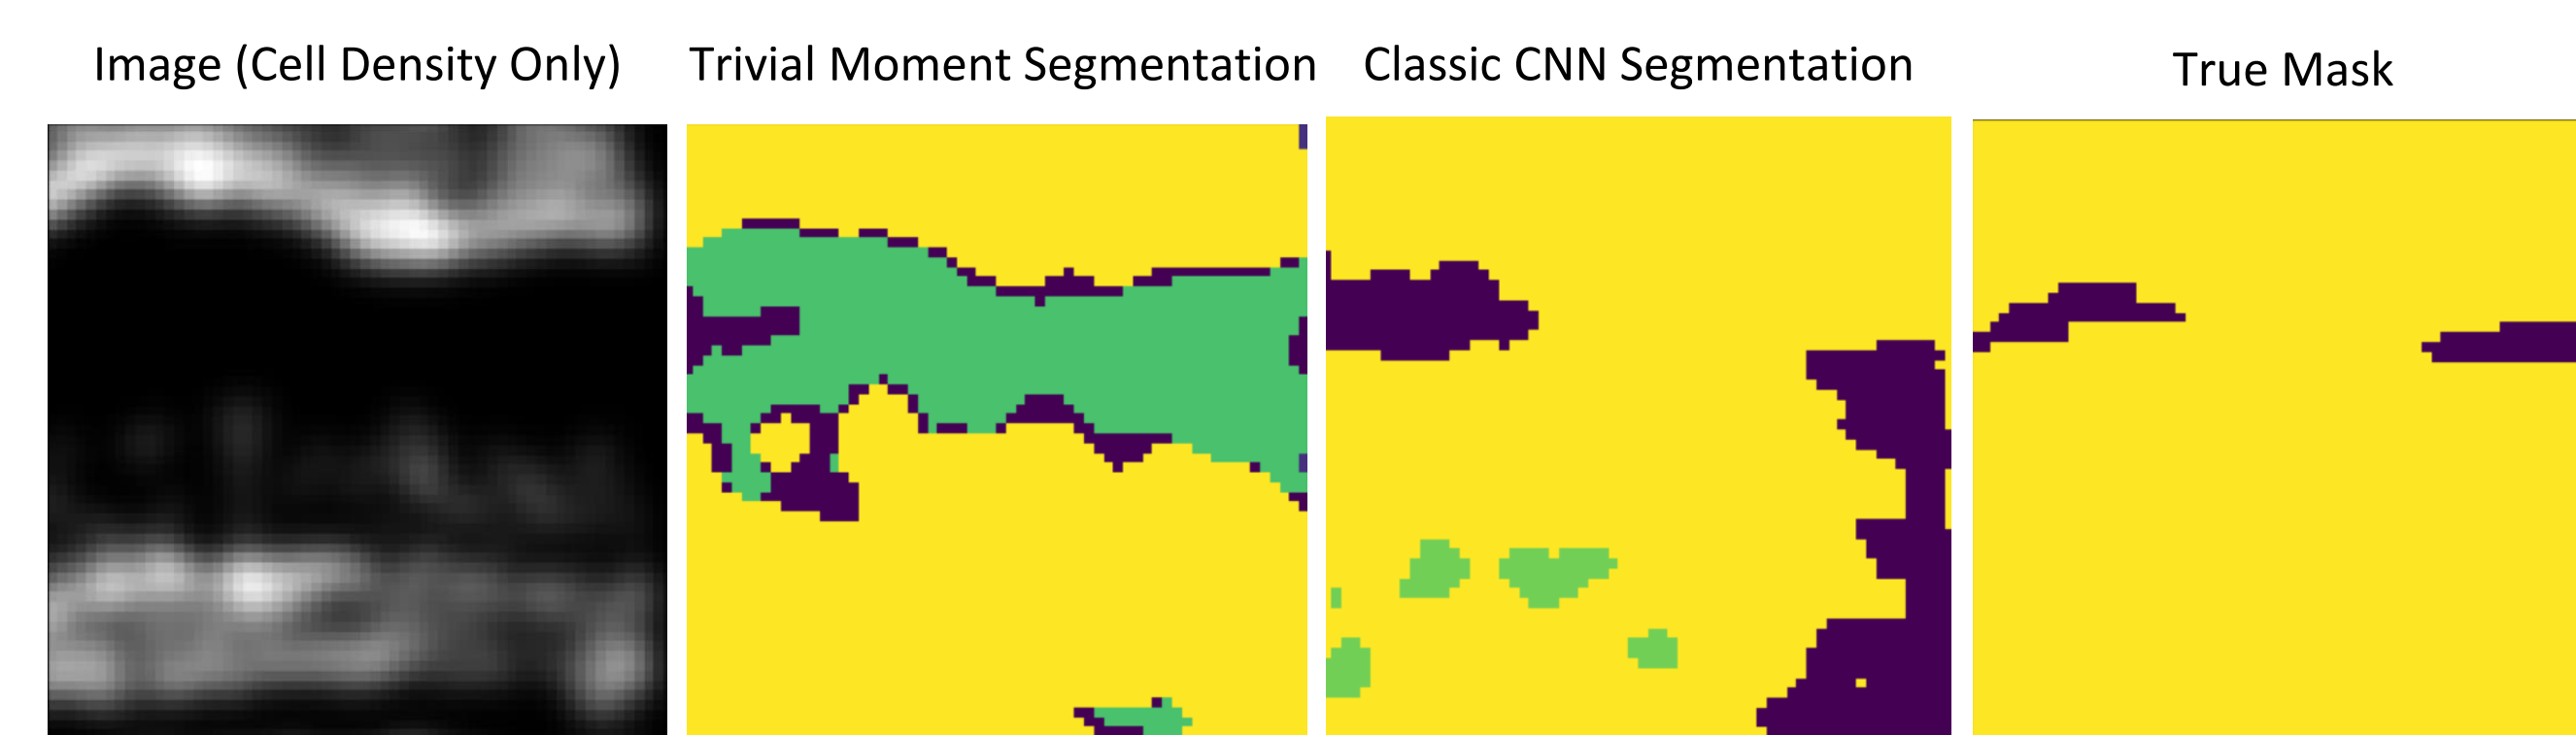 Image (Cell Density Only)
Trivial Moment Segmentation
Classic CNN Segmentation
True Mask